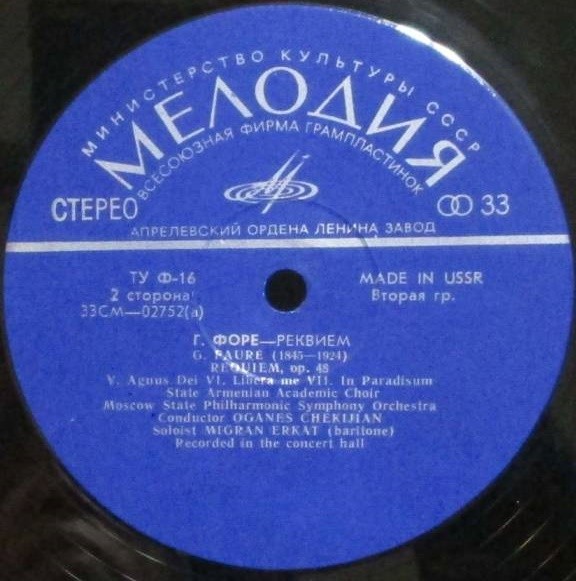 МИНИСТЕРСТВО КУЛЬТУРЫ СССР
МЕЛОДИЯ
ВСЕСОЮЗНАЯ ФИРМА ГРАМПЛАСТИНОК
СТЕРЕО
33
АПРЕЛЕВСКИЙ ОРДЕНА ЛЕНИНА ЗАВОД
ТУ Ф-16
MADE IN USSR
2 сторона
Вторая гр.
33СМ—02752(а)
Г. ФОРЕ—РЕКВИЕМ
G. FAURE (1845—1924)
REQUIEM, op. 48
V. Agnus Dei VI. Libera me VII. In Paradisum
State Armenian Academic Choir
Moscow State Philharmonic Symphony Orchestra
Conductor OGANES CHEKIJIAN
Soloist MIGRAN ERKAT (baritone)
Recorded in the concert hall